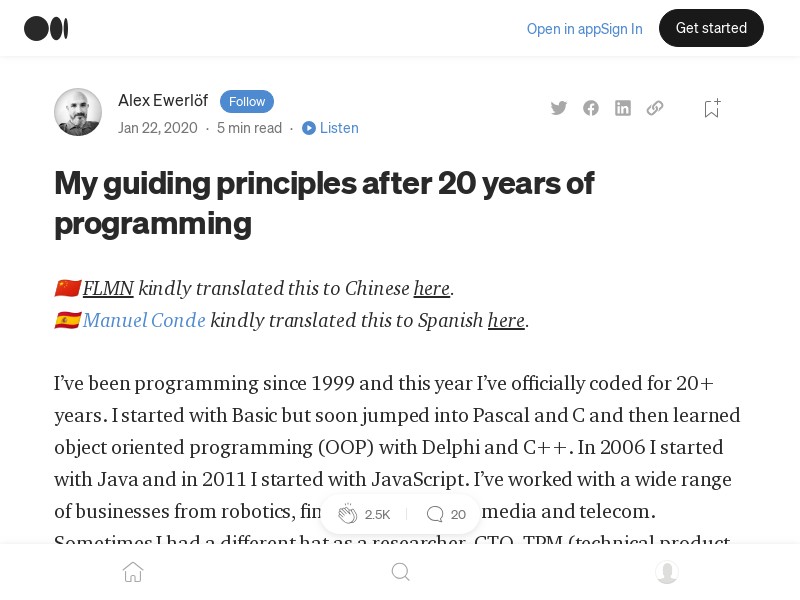 Open in app Sign In Get started
Alex Ewerlöf Follow
Jan 22, 2020 · 5 min read · Listen
My guiding principles after 20 years of
programming
FLMN kindly translated this to Chinese here.
Manuel Conde kindly translated this to Spanish here.
I’ve been programming since 1999 and this year I’ve officially coded for 20+
years. I started with Basic but soon jumped into Pascal and C and then learned
object oriented programming (OOP) with Delphi and C++. In 2006 I started
with Java and in 2011 I started with JavaScript. I’ve worked with a wide range
of businesses from robotics, media and telecom.
2.5K 20
Sometimes I had a different hat as a researcher, CTO, TPM (technical product